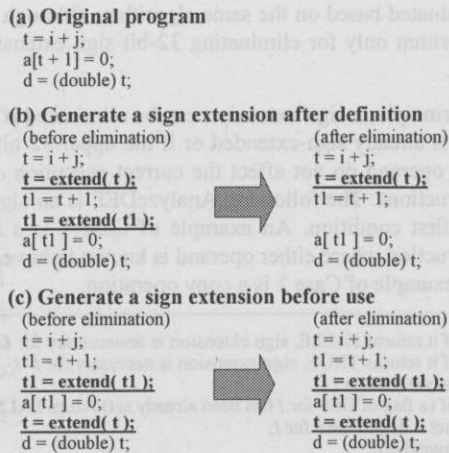 (a) Original program
t = i + j;
a[t + 1] = 0;
d = (double) t;
(b) Generate a sign extension after definition
(before elimination)
t = i + j;
t = extend( t );
t1 = t + 1;
t1 = extend( t1 );
a[ t1 ] = 0;
d = (double) t;
(after elimination)
t = i + j;
t = extend( t );
t1 = t + 1;
a[ t1 ] = 0;
d = (double) t;
(c) Generate a sign extension before use
(before elimination)
t = i + j;
t1 = t + 1;
t1 = extend( t1 );
a[ t1 ] = 0;
t = extend( t );
d = (double) t;
(after elimination)
t = i + j;
t1 = t + 1;
t1 = extend( t1 );
a[ t1 ] = 0;
t = extend( t );
d = (double) t;